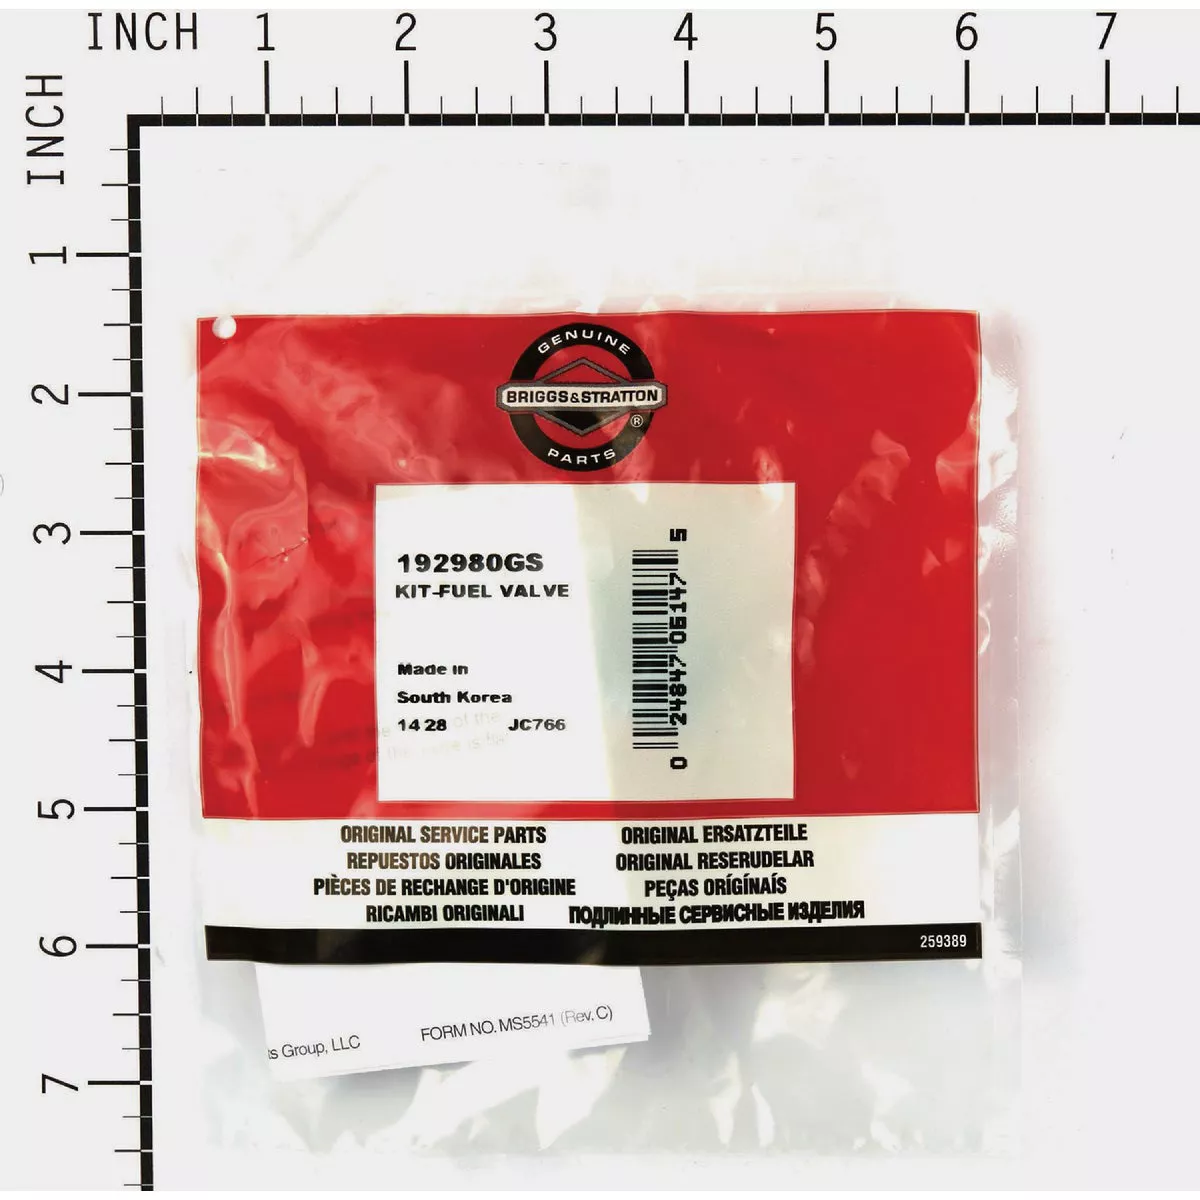 INCH 1 2 3 4 5 6 7
INCH 1 2 3 4 5 6 7
GENUINE
BRIGGS&STRATTON
®
PARTS
192980GS
KIT-FUEL VALVE
Made in
South Korea
14 28 JC766
0 24847 05147 5
ORIGINAL SERVICE PARTS
REPUESTOS ORIGINALES
PIÈCES DE RECHANGE D'ORIGINE
RICAMBI ORIGINALI
ORIGINAL ERSATZTEILE
ORIGINAL RESERUDELAR
PEÇAS ORÍGÍNAÍS
ПОДЛИННЫЕ СЕРВИСНЫЕ ИЗДЕЛИЯ
259389
ts Group, LLC
FORM NO. MS5541 (Rev. C)